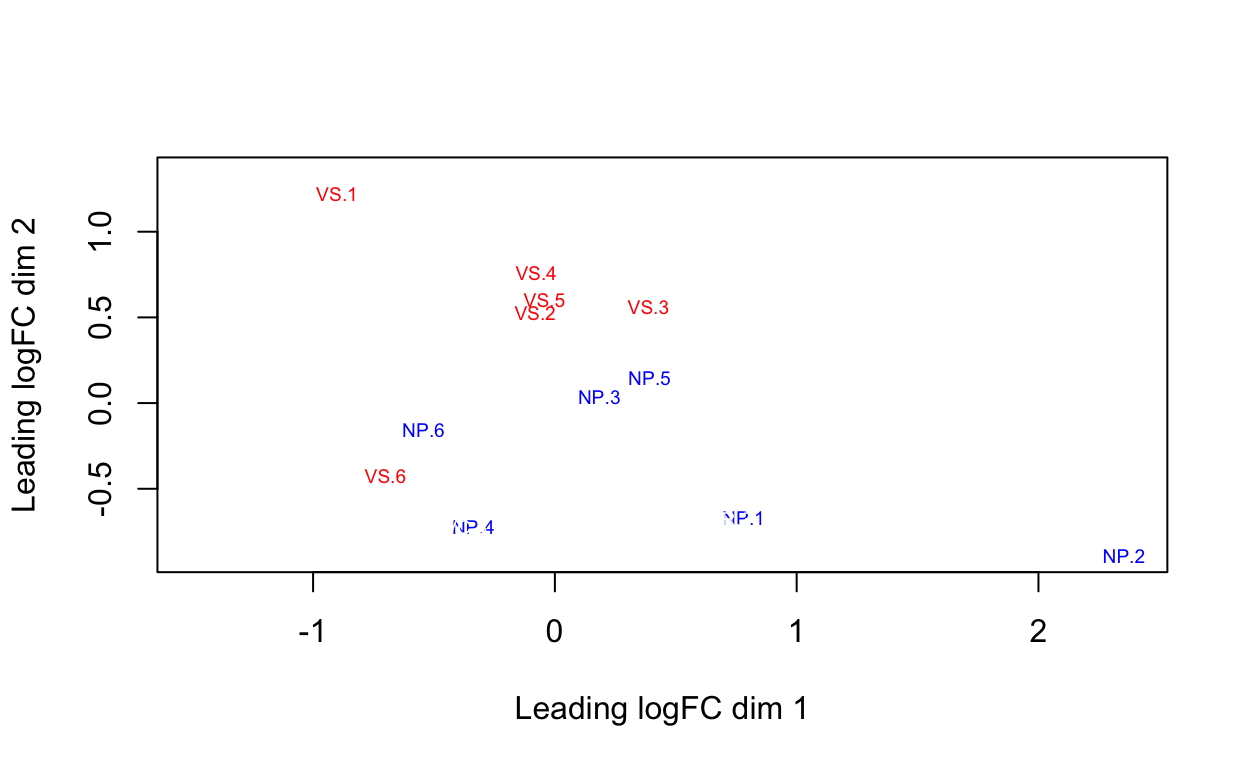 VS.1
VS.4
VS.5
VS.2
VS.3
NP.5
NP.3
NP.6
VS.6
NP.4
NP.1
NP.2
1.0
0.5
0.0
-0.5
Leading logFC dim 2
-1 0 1 2
Leading logFC dim 1